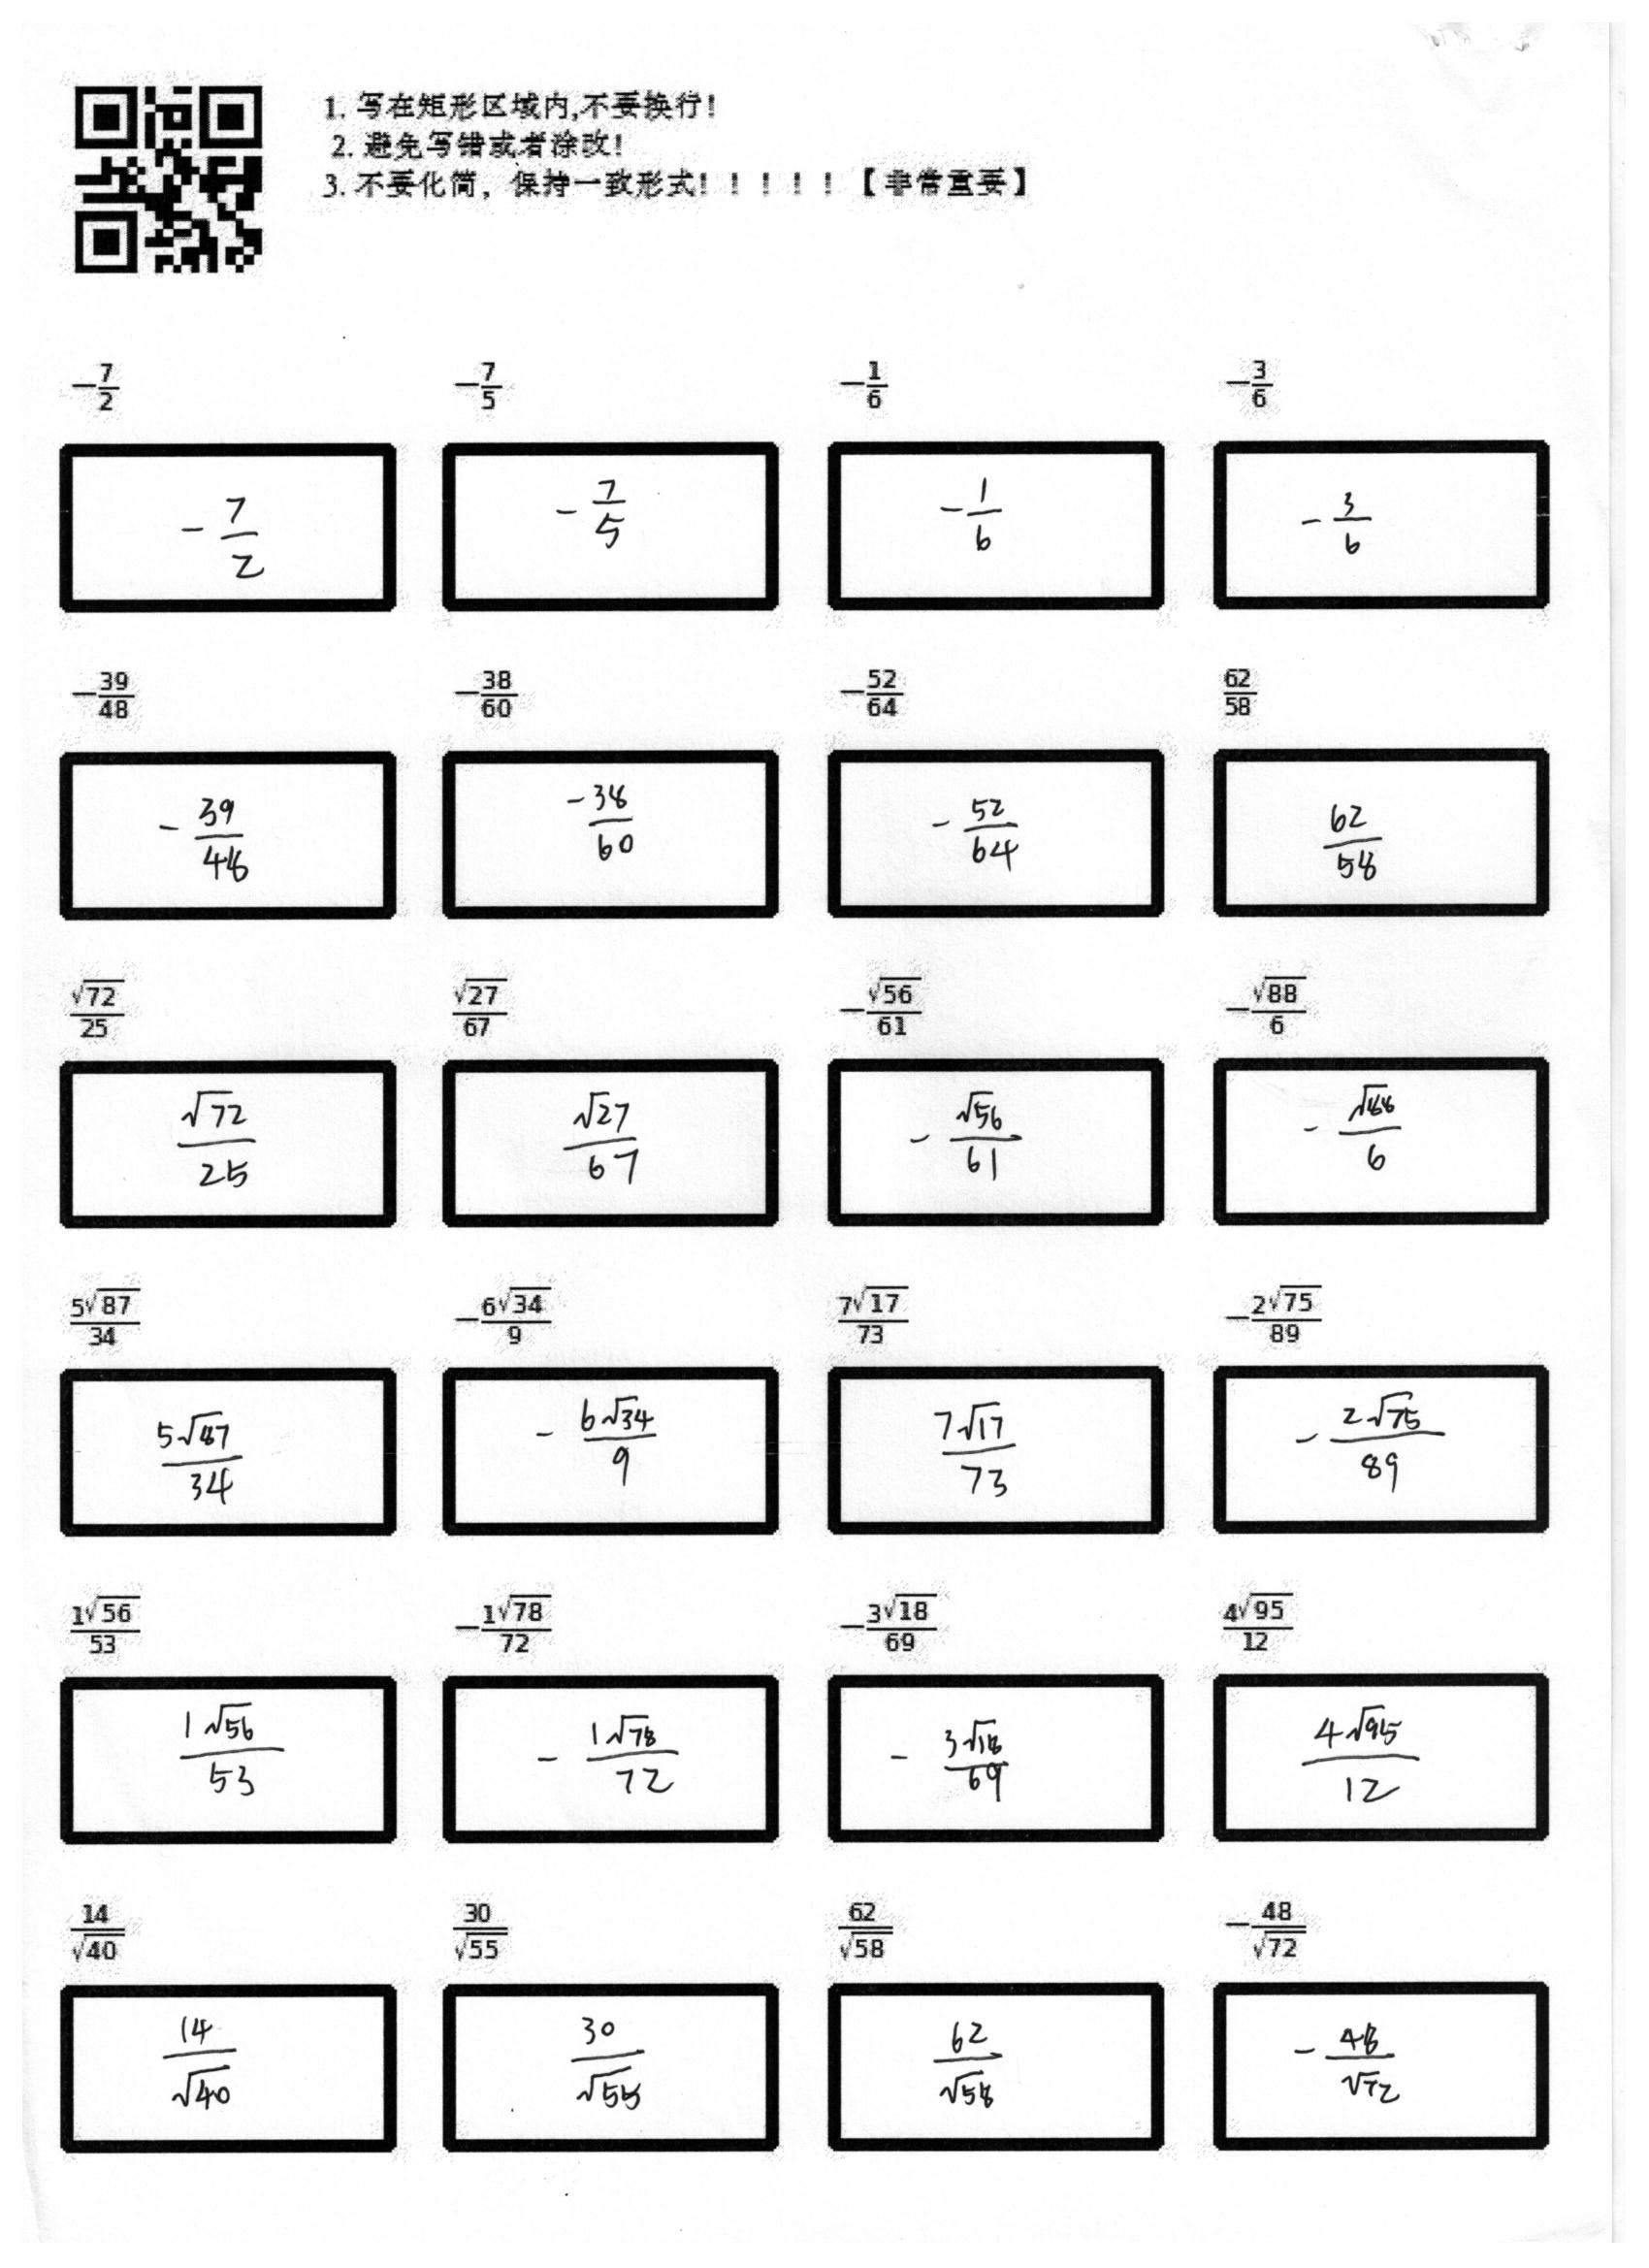 1. 写在矩形区域内,不要换行!
2. 避免写错或者涂改!
3. 不要化简，保持一致形式!！！！！【非常重要】
-\frac{7}{2} -\frac{7}{5} -\frac{1}{6} -\frac{3}{6}
-\frac{7}{2} -\frac{7}{5} -\frac{1}{6} -\frac{3}{6}
-\frac{39}{48} -\frac{38}{60} -\frac{52}{64} \frac{62}{58}
-\frac{39}{48} -\frac{38}{60} -\frac{52}{64} \frac{62}{58}
\frac{\sqrt{72}}{25} \frac{\sqrt{27}}{67} -\frac{\sqrt{56}}{61} -\frac{\sqrt{88}}{6}
\frac{\sqrt{72}}{25} \frac{\sqrt{27}}{67} -\frac{\sqrt{56}}{61} -\frac{\sqrt{88}}{6}
\frac{5\sqrt{87}}{34} -\frac{6\sqrt{34}}{9} \frac{7\sqrt{17}}{73} -\frac{2\sqrt{75}}{89}
\frac{5\sqrt{87}}{34} -\frac{6\sqrt{34}}{9} \frac{7\sqrt{17}}{73} -\frac{2\sqrt{75}}{89}
\frac{1\sqrt{56}}{53} -\frac{1\sqrt{78}}{72} -\frac{3\sqrt{18}}{69} \frac{4\sqrt{95}}{12}
\frac{1\sqrt{56}}{53} -\frac{1\sqrt{78}}{72} -\frac{3\sqrt{18}}{69} \frac{4\sqrt{95}}{12}
\frac{14}{\sqrt{40}} \frac{30}{\sqrt{55}} \frac{62}{\sqrt{58}} -\frac{48}{\sqrt{72}}
\frac{14}{\sqrt{40}} \frac{30}{\sqrt{55}} \frac{62}{\sqrt{58}} -\frac{48}{\sqrt{72}}